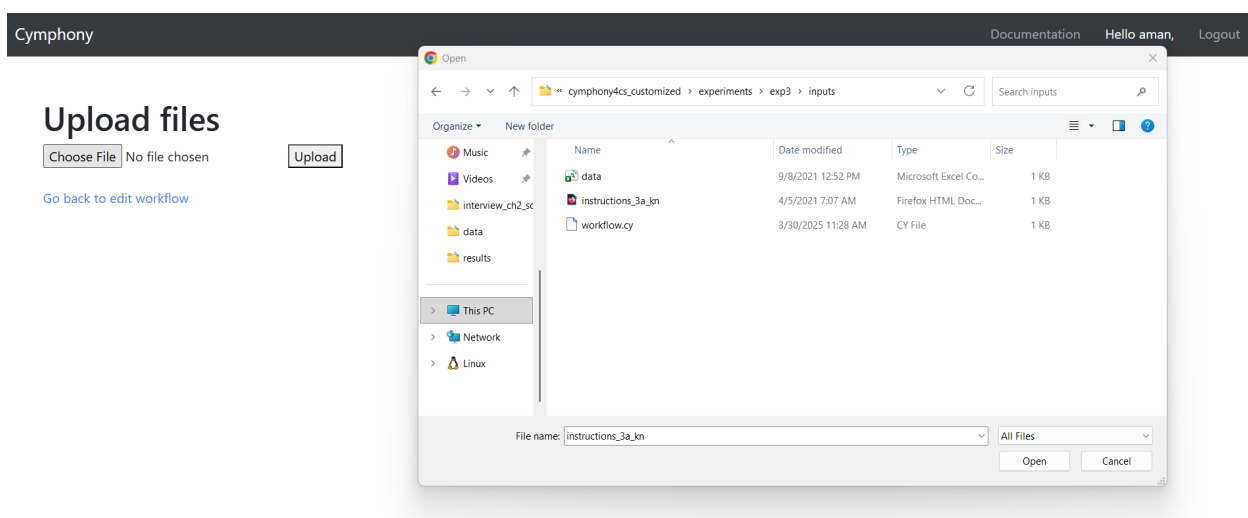 Cymphony Documentation Hello aman, Logout
Upload files
Choose File No file chosen Upload
Go back to edit workflow
Open
« cymphony4cs_customized > experiments > exp3 > inputs Search inputs
Organize New folder
Music
Videos
interview_ch2_sc
data
results
This PC
Network
Linux
Name Date modified Type Size
data 9/8/2021 12:52 PM Microsoft Excel Co... 1 KB
instructions_3a_kn 4/5/2021 7:07 AM Firefox HTML Doc... 1 KB
workflow.cy 3/30/2025 11:28 AM CY File 1 KB
File name: instructions_3a_kn All Files
Open Cancel